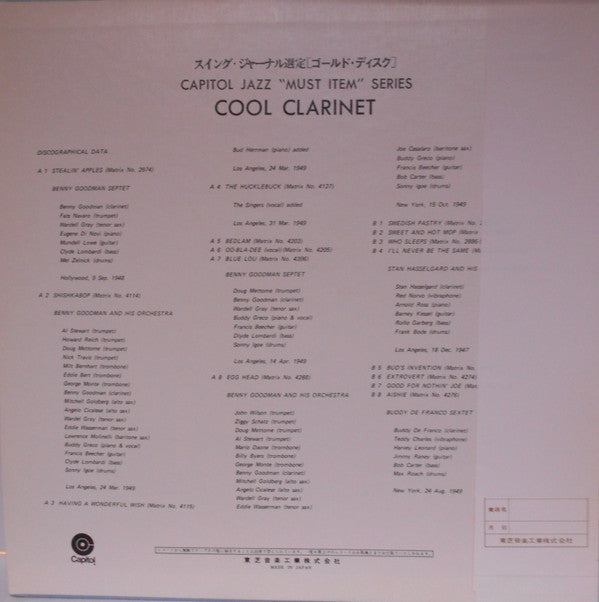 スイング・ジャーナル選定[ゴールド・ディスク]
CAPITOL JAZZ "MUST ITEM" SERIES
COOL CLARINET
DISCOGRAPHICAL DATA
A 1 STEALIN' APPLES (Matrix No. 2974)
BENNY GOODMAN SEPTET
Benny Goodman (clarinet)
Fats Navaro (trumpet)
Wardell Gray (tenor sax)
Eugene Di Novi (piano)
Mundell Lowe (guitar)
Clyde Lombardi (bass)
Mel Zelnick (drums)
Hollywood, 9 Sep. 1948
A 2 SHISHKABOP (Matrix No. 4114)
BENNY GOODMAN AND HIS ORCHESTRA
Al Stewart (trumpet)
Howard Reich (trumpet)
Doug Mettome (trumpet)
Nick Travis (trumpet)
Milt Bernhart (trombone)
Eddie Bert (trombone)
George Monte (trombone)
Benny Goodman (clarinet)
Mitchell Goldberg (alto sax)
Angelo Cicalese (alto sax)
Wardell Gray (tenor sax)
Eddie Wasserman (tenor sax)
Lawrence Molinelli (baritone sax)
Buddy Greco (piano & vocal)
Francis Beecher (guitar)
Clyde Lombardi (bass)
Sonny Igoe (drums)
Los Angeles, 24 Mar. 1949
A 3 HAVING A WONDERFUL WISH (Matrix No. 4115)
Bud Herrman (piano) added
Los Angeles, 24 Mar. 1949
A 4 THE HUCKLEBUCK (Matrix No. 4127)
The Singers (vocal) added
Los Angeles, 31 Mar. 1949
A 5 BEDLAM (Matrix No. 4203)
A 6 OO-BLA-DEE (vocal) (Matrix No. 4205)
A 7 BLUE LOU (Matrix No. 4206)
BENNY GOODMAN SEPTET
Doug Mettome (trumpet)
Benny Goodman (clarinet)
Wardell Gray (tenor sax)
Buddy Greco (piano & vocal)
Francis Beecher (guitar)
Clyde Lombardi (bass)
Sonny Igoe (drums)
Los Angeles, 14 Apr. 1949
A 8 EGG HEAD (Matrix No. 4288)
BENNY GOODMAN AND HIS ORCHESTRA
John Wilson (trumpet)
Ziggy Schatz (trumpet)
Doug Mettome (trumpet)
Al Stewart (trumpet)
Mario Daone (trombone)
Billy Byers (trombone)
George Monte (trombone)
Benny Goodman (clarinet)
Mitchell Goldberg (alto sax)
Angelo Cicalese (alto sax)
Wardell Gray (tenor sax)
Eddie Wasserman (tenor sax)
Joe Casalaro (baritone sax)
Buddy Greco (piano)
Francis Beecher (guitar)
Bob Carter (bass)
Sonny Igoe (drums)
New York, 15 Oct. 1949
B 1 SWEDISH PASTRY (Matrix No.
B 2 SWEET AND HOT MOP (Matrix
B 3 WHO SLEEPS (Matrix No. 2886)
B 4 I'LL NEVER BE THE SAME (M
STAN HASSELGARD AND HIS
Stan Hasselgard (clarinet)
Red Norvo (vibraphone)
Arnold Ross (piano)
Barney Kessel (guitar)
Rollo Garberg (bass)
Frank Bode (drums)
Los Angeles, 18 Dec. 1947
B 5 BUD'S INVENTION (Matrix No.
B 6 EXTROVERT (Matrix No. 4274)
B 7 GOOD FOR NOTHIN' JOE (Mat
B 8 AISHIE (Matrix No. 4276)
BUDDY DE FRANCO SEXTET
Buddy De Franco (clarinet)
Teddy Charles (vibraphone)
Harvey Leonard (piano)
Jimmy Raney (guitar)
Bob Carter (bass)
Max Roach (drums)
New York, 24 Aug. 1949
Capitol
東芝音楽工業株式会社
MADE IN JAPAN
東芝音楽工業株式会社